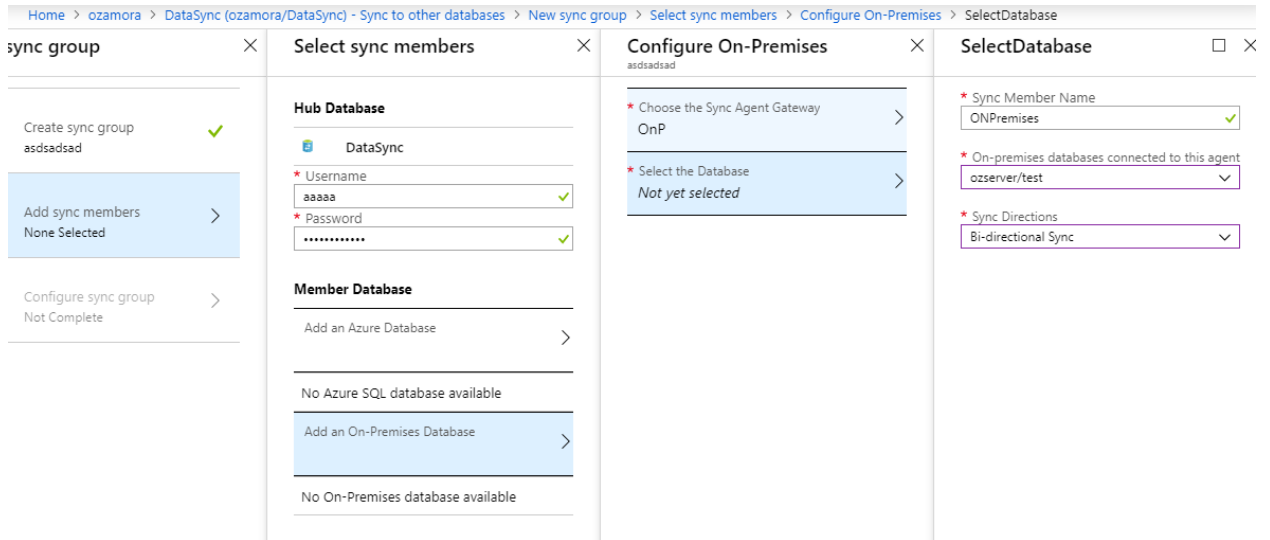 Home > ozamora > DataSync (ozamora/DataSync) - Sync to other databases > New sync group > Select sync members > Configure On-Premises > SelectDatabase
sync group
Create sync group
asdsadsad
Add sync members
None Selected
Configure sync group
Not Complete
Select sync members
Hub Database
DataSync
* Username
aaaaa
* Password
••••••••••••
Member Database
Add an Azure Database
No Azure SQL database available
Add an On-Premises Database
No On-Premises database available
Configure On-Premises
asdsadsad
* Choose the Sync Agent Gateway
OnP
* Select the Database
Not yet selected
SelectDatabase
* Sync Member Name
ONPremises
* On-premises databases connected to this agent
ozserver/test
* Sync Directions
Bi-directional Sync